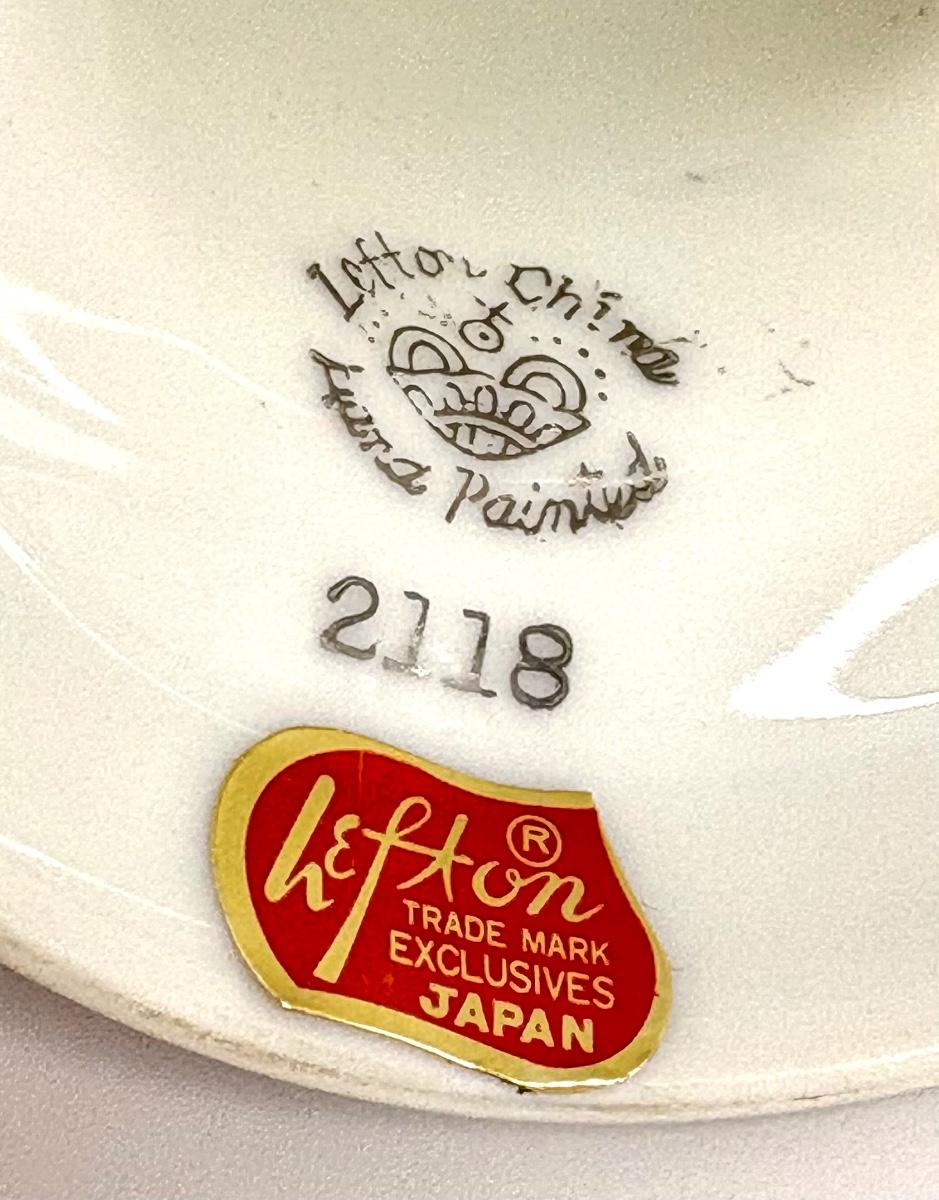 Lefton China
Hand Painted
2118
Lefton ®
TRADE MARK
EXCLUSIVES
JAPAN